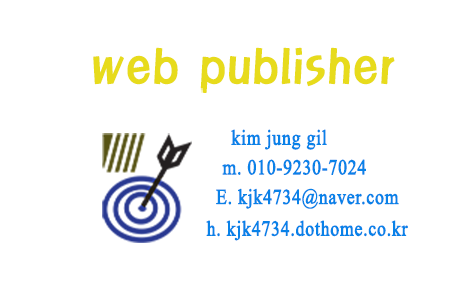 web publisher
kim jung gil
m. 010-9230-7024
E. kjk4734@naver.com
h. kjk4734.dothome.co.kr